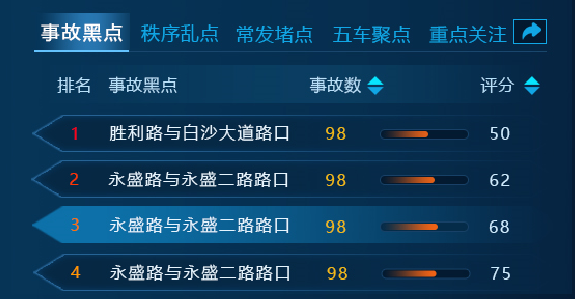 事故黑点 秩序乱点 常发堵点 五车聚点 重点关注
排名 事故黑点 事故数 评分
1 胜利路与白沙大道路口 98 50
2 永盛路与永盛二路路口 98 62
3 永盛路与永盛二路路口 98 68
4 永盛路与永盛二路路口 98 75